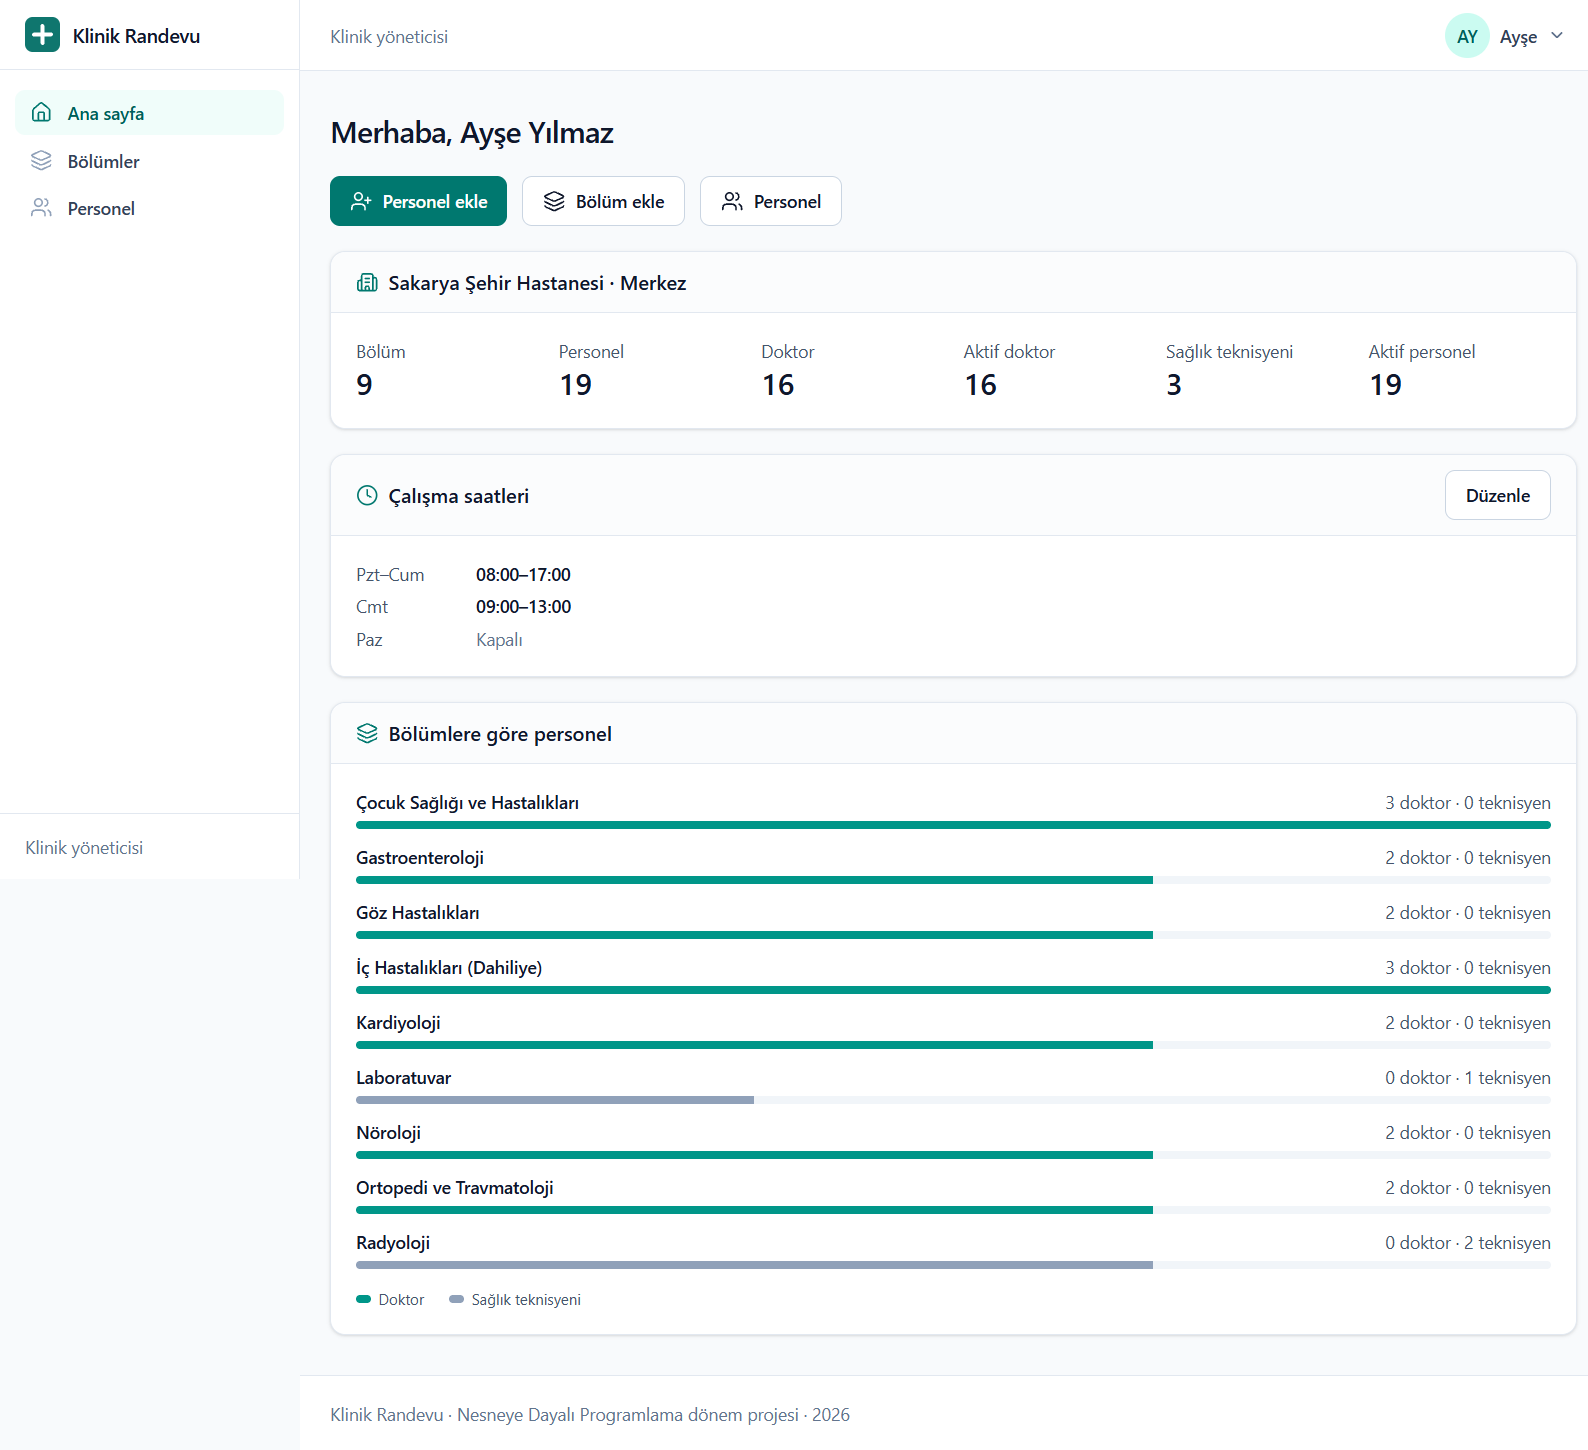 Klinik Randevu
Klinik yöneticisi
AY Ayşe
Ana sayfa
Bölümler
Personel
Klinik yöneticisi
Merhaba, Ayşe Yılmaz
Personel ekle Bölüm ekle Personel
Sakarya Şehir Hastanesi · Merkez
Bölüm Personel Doktor Aktif doktor Sağlık teknisyeni Aktif personel
9 19 16 16 3 19
Çalışma saatleri Düzenle
Pzt–Cum 08:00–17:00
Cmt 09:00–13:00
Paz Kapalı
Bölümlere göre personel
Çocuk Sağlığı ve Hastalıkları 3 doktor · 0 teknisyen
Gastroenteroloji 2 doktor · 0 teknisyen
Göz Hastalıkları 2 doktor · 0 teknisyen
İç Hastalıkları (Dahiliye) 3 doktor · 0 teknisyen
Kardiyoloji 2 doktor · 0 teknisyen
Laboratuvar 0 doktor · 1 teknisyen
Nöroloji 2 doktor · 0 teknisyen
Ortopedi ve Travmatoloji 2 doktor · 0 teknisyen
Radyoloji 0 doktor · 2 teknisyen
Doktor Sağlık teknisyeni
Klinik Randevu · Nesneye Dayalı Programlama dönem projesi · 2026